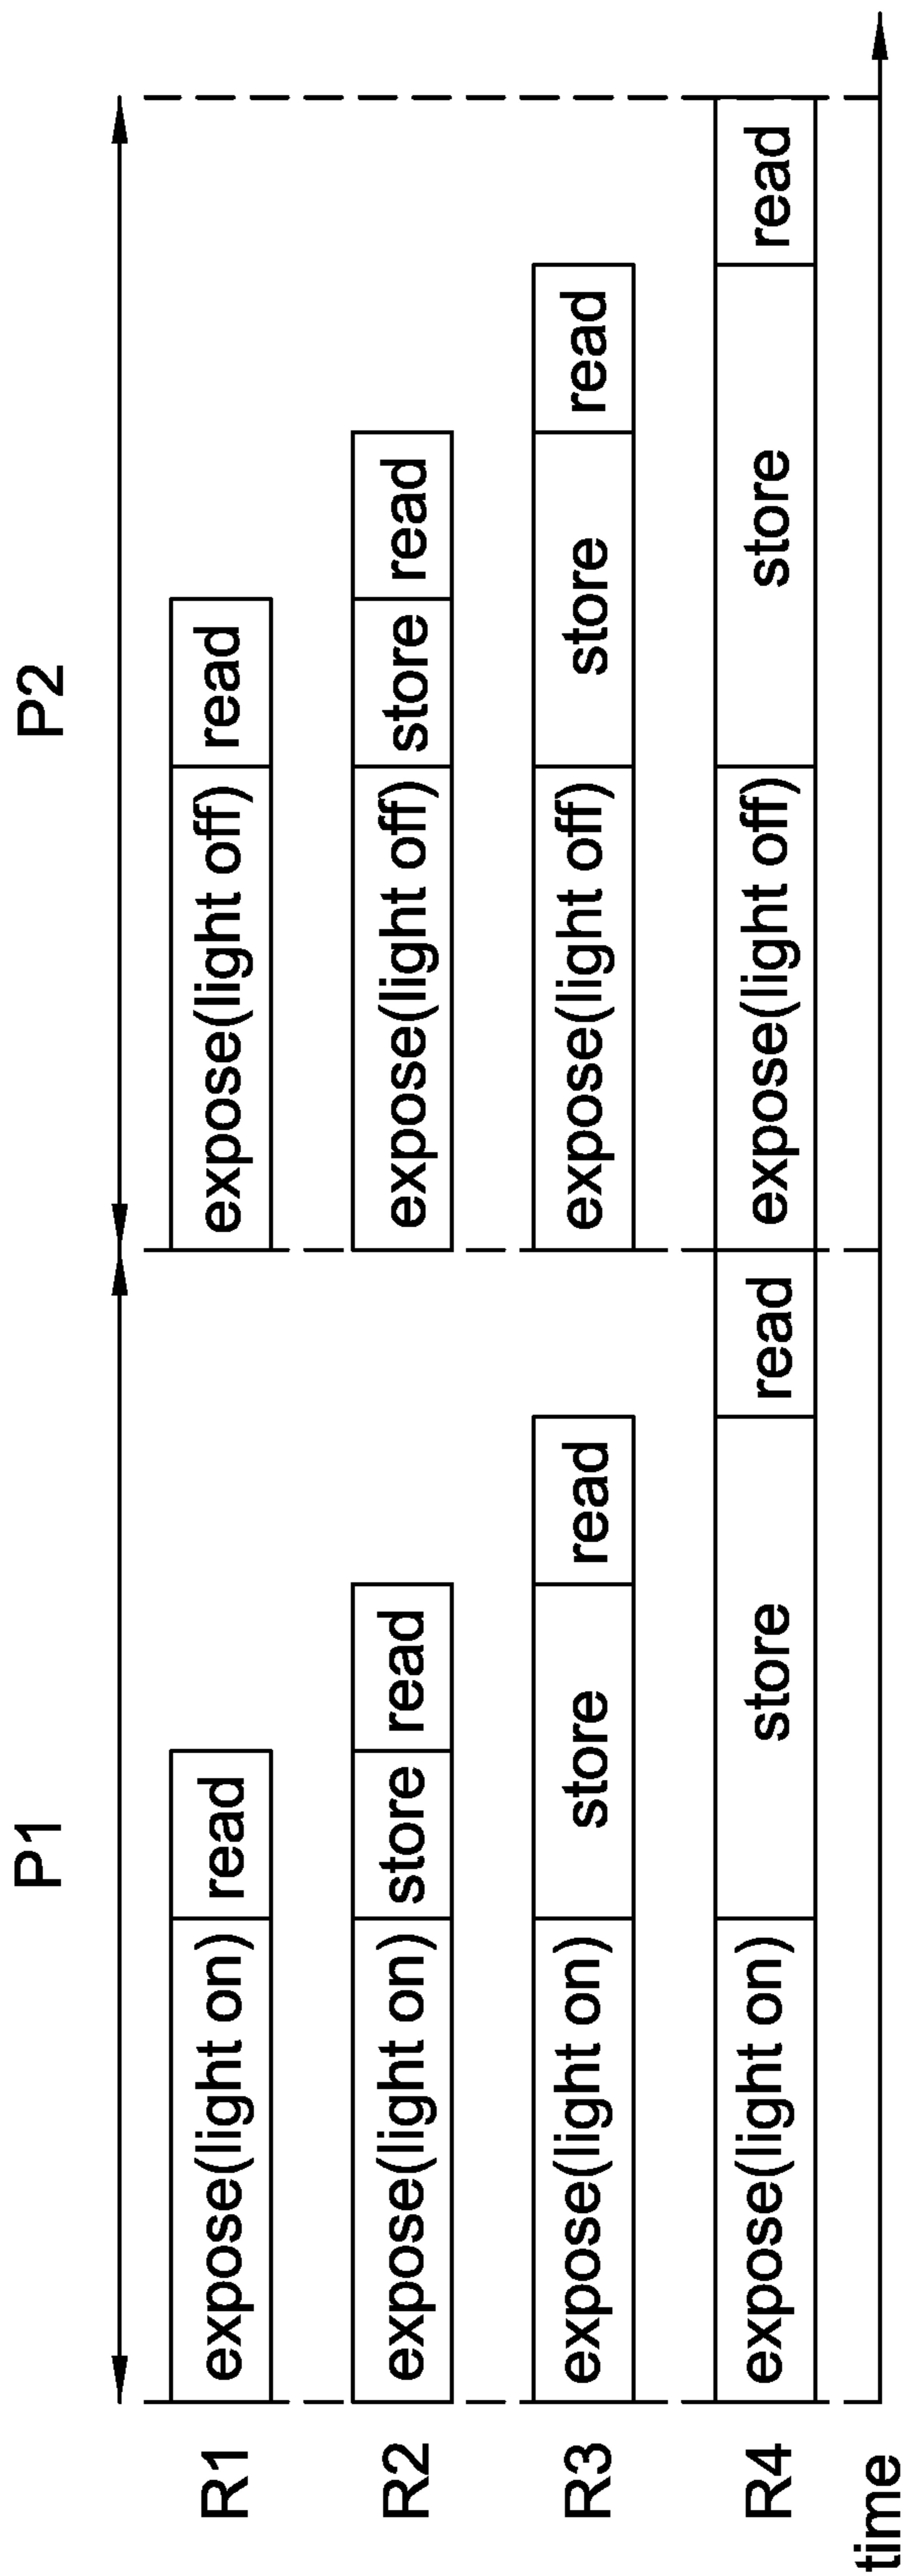 P1 P2
R1 expose(light on) read expose(light off) read
R2 expose(light on) store read expose(light off) store read
R3 expose(light on) store read expose(light off) store read
R4 expose(light on) store read expose(light off) store read
time